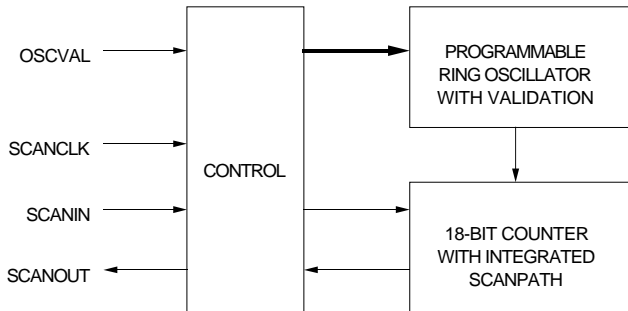 OSCVAL
SCANCLK
SCANIN
SCANOUT
CONTROL
PROGRAMMABLE
RING OSCILLATOR
WITH VALIDATION
18-BIT COUNTER
WITH INTEGRATED
SCANPATH